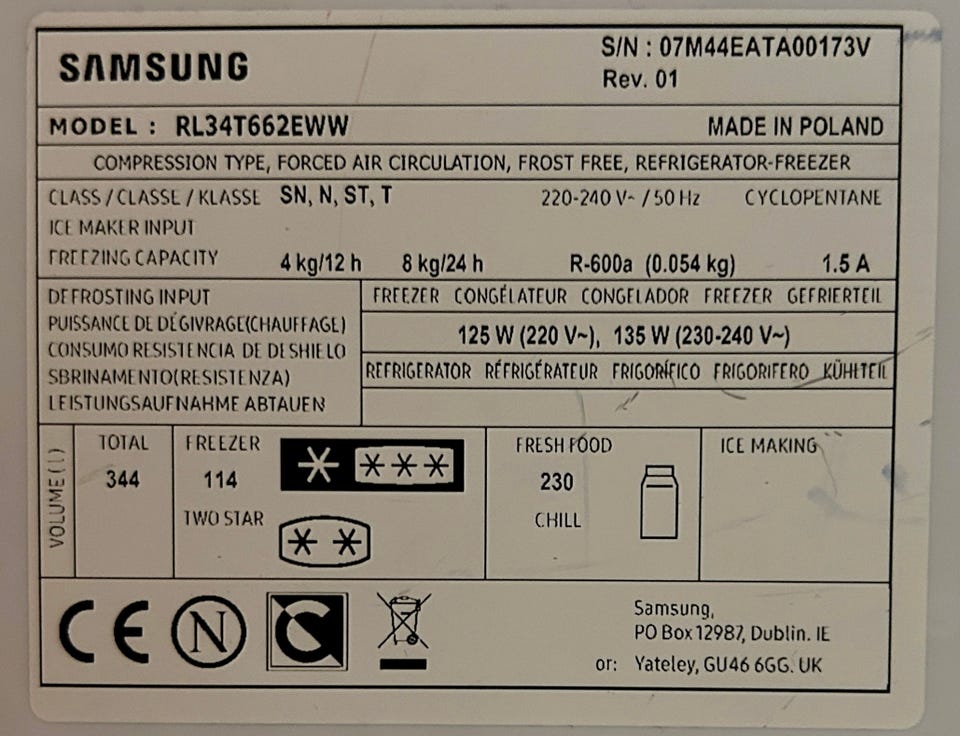 SAMSUNG
S/N : 07M44EATA00173V
Rev. 01
MODEL : RL34T662EWW MADE IN POLAND
COMPRESSION TYPE, FORCED AIR CIRCULATION, FROST FREE, REFRIGERATOR-FREEZER
CLASS / CLASSE / KLASSE SN, N, ST, T 220-240 V~ / 50 Hz CYCLOPENTANE
ICE MAKER INPUT
FREEZING CAPACITY 4 kg/12 h 8 kg/24 h R-600a (0.054 kg) 1.5 A
DEFROSTING INPUT
PUISSANCE DE DÉGIVRAGE(CHAUFFAGE)
CONSUMO RESISTENCIA DE DESHIELO
SBRINAMENTO(RESISTENZA)
LEISTUNGSAUFNAHME ABTAUEN
FREEZER CONGÉLATEUR CONGELADOR FREEZER GEFRIERTEIL
125 W (220 V~), 135 W (230-240 V~)
REFRIGERATOR RÉFRIGÉRATEUR FRIGORÍFICO FRIGORIFERO KÜHLTEIL
VOLUME ( l )
TOTAL
344
FREEZER
114
TWO STAR
FRESH FOOD
230
CHILL
ICE MAKING
CE N
Samsung,
PO Box 12987, Dublin. IE
or: Yateley, GU46 6GG. UK